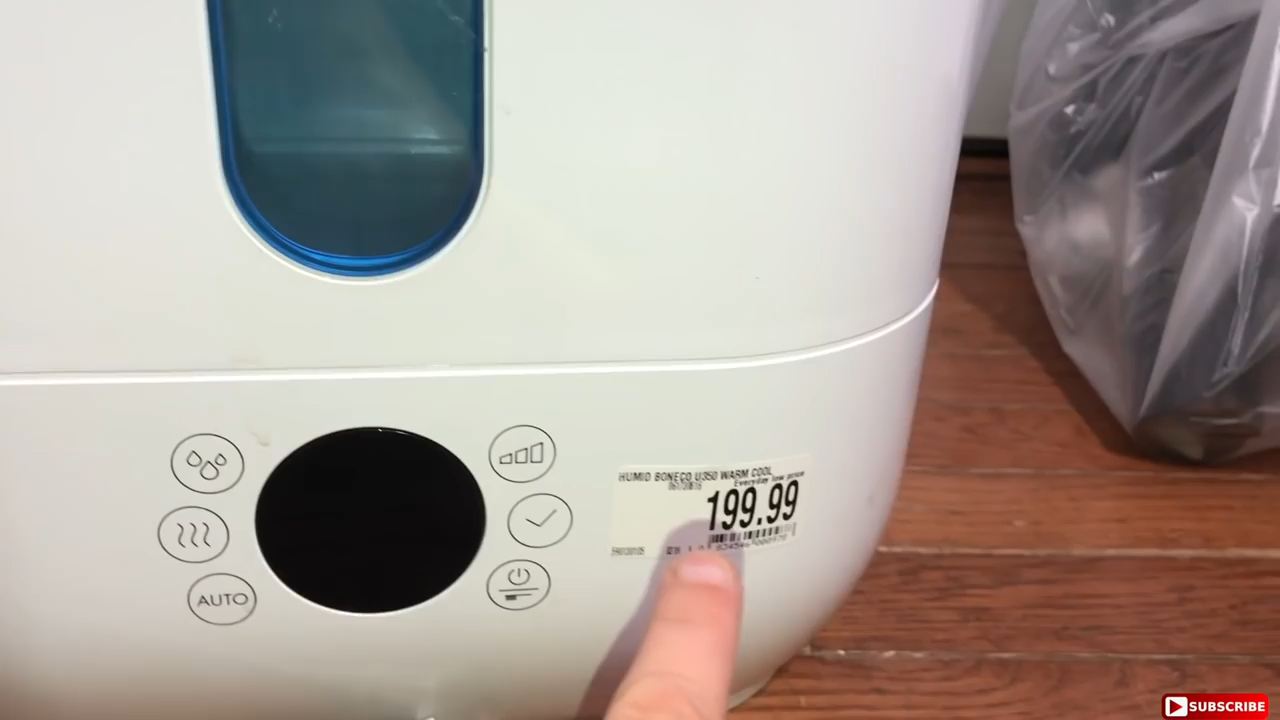 AUTO
HUMID BONECO U350 WARM COOL
Everyday low price
199.99
SUBSCRIBE